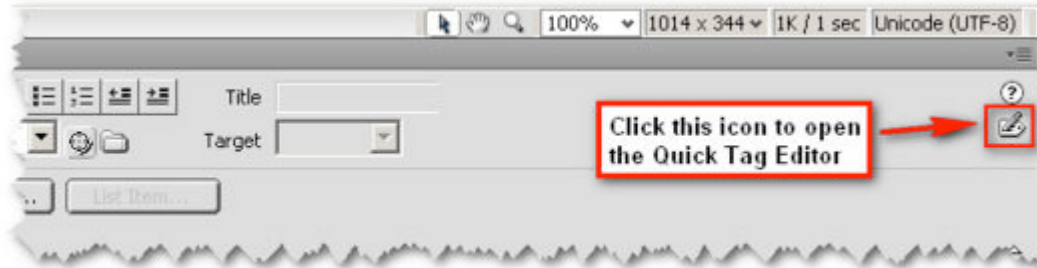 100% 1014 x 344 1K / 1 sec Unicode (UTF-8)
Title
Target
Click this icon to open
the Quick Tag Editor
List Item...